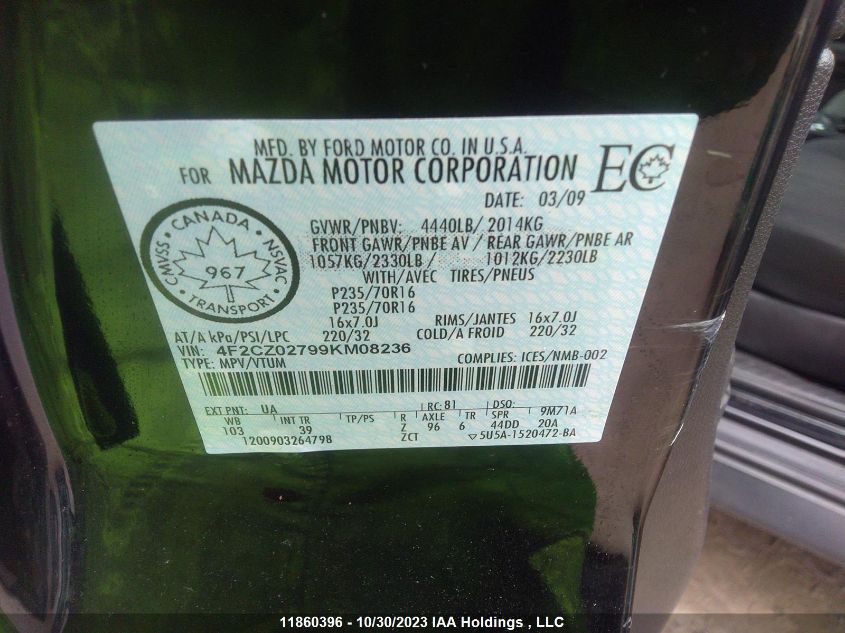 MFD. BY FORD MOTOR CO. IN U.S.A.
FOR MAZDA MOTOR CORPORATION
EC
DATE: 03/09
CANADA
CMVSS NSVAC
967
TRANSPORT
GVWR/PNBV: 4440LB/ 2014KG
FRONT GAWR/PNBE AV / REAR GAWR/PNBE AR
1057KG/2330LB / 1012KG/2230LB
WITH/AVEC TIRES/PNEUS
P235/70R16
P235/70R16
16x7.0J RIMS/JANTES 16x7.0J
AT/A kPa/PSI/LPC 220/32 COLD/A FROID 220/32
VIN: 4F2CZ02799KM08236 COMPLIES: ICES/NMB-002
TYPE: MPV/VTUM
EXT PNT: UA RC: 81 DSO: 9M71A
WB INT TR TP/PS R AXLE TR SPR
103 39 Z 96 6 44DD 20A
1200903264798 ZCT 5U5A-1520472-BA
11860396 - 10/30/2023 IAA Holdings , LLC